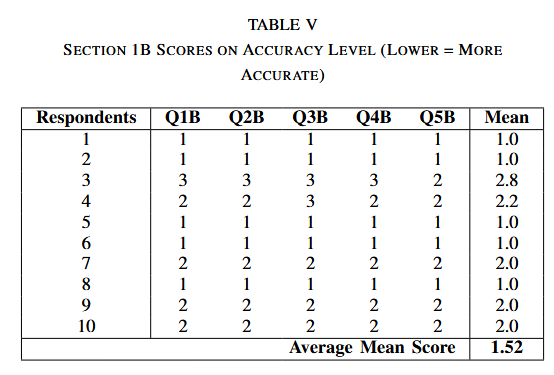 TABLE V
SECTION 1B SCORES ON ACCURACY LEVEL (LOWER = MORE
ACCURATE)
Respondents Q1B Q2B Q3B Q4B Q5B Mean
1 1 1 1 1 1 1.0
2 1 1 1 1 1 1.0
3 3 3 3 3 2 2.8
4 2 2 3 2 2 2.2
5 1 1 1 1 1 1.0
6 1 1 1 1 1 1.0
7 2 2 2 2 2 2.0
8 1 1 1 1 1 1.0
9 2 2 2 2 2 2.0
10 2 2 2 2 2 2.0
Average Mean Score 1.52